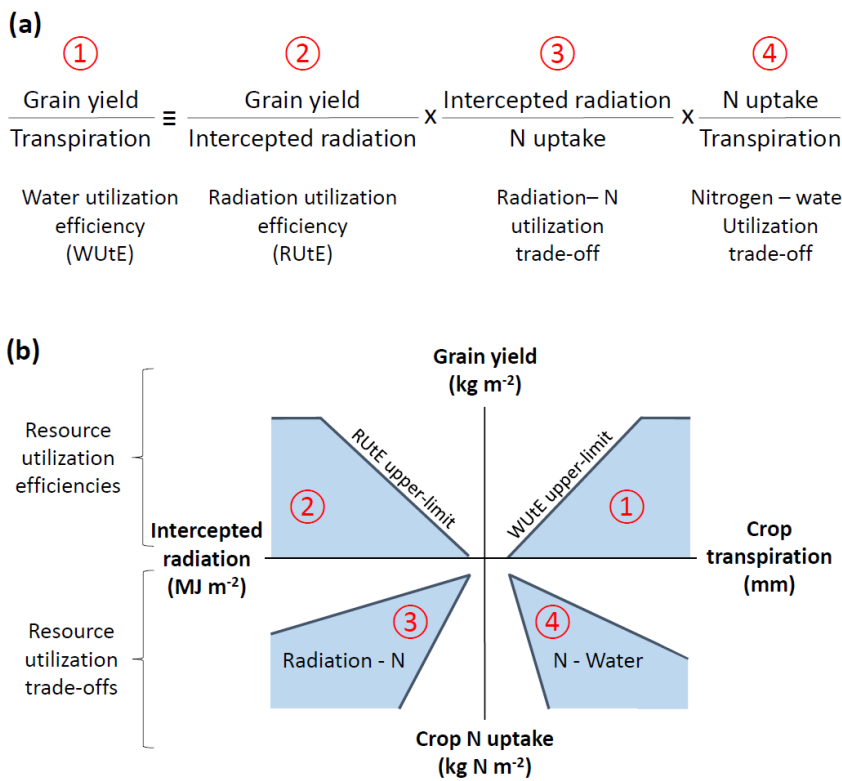 (a)
① ② ③ ④
Grain yield Grain yield Intercepted radiation N uptake
≡ x x
Transpiration Intercepted radiation N uptake Transpiration
Water utilization Radiation utilization Radiation– N Nitrogen – wate
efficiency efficiency utilization Utilization
(WUtE) (RUtE) trade-off trade-off
(b)
Grain yield
(kg m-2)
Resource
utilization
efficiencies
RUtE upper-limit
WUtE upper-limit
② ①
Intercepted
radiation
(MJ m-2)
Crop
transpiration
(mm)
Resource
utilization
trade-offs
③ ④
Radiation - N N - Water
Crop N uptake
(kg N m-2)